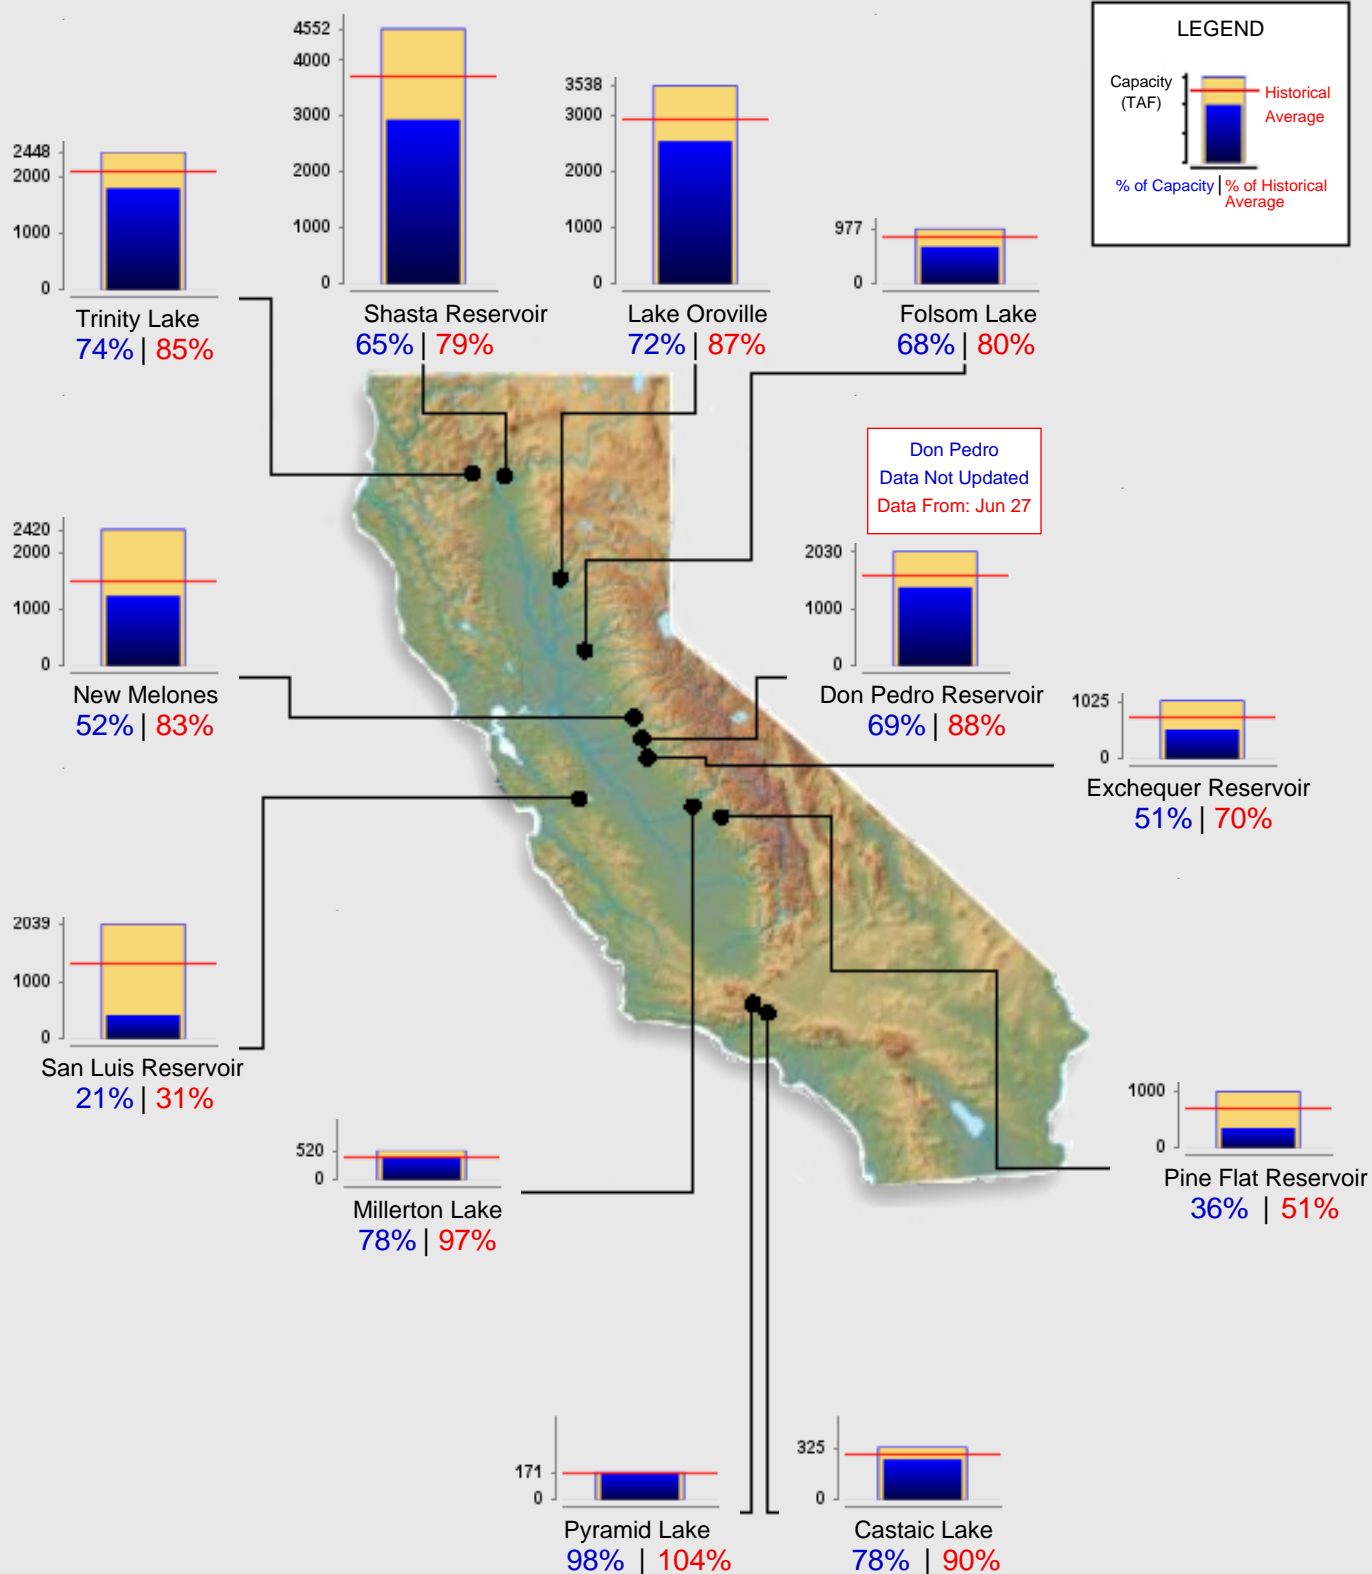 LEGEND
Capacity
(TAF)
Historical
Average
% of Capacity | % of Historical
Average
4552
4000
3000
2000
1000
0
Shasta Reservoir
65% | 79%
3538
3000
2000
1000
0
Lake Oroville
72% | 87%
2448
2000
1000
0
Trinity Lake
74% | 85%
977
0
Folsom Lake
68% | 80%
Don Pedro
Data Not Updated
Data From: Jun 27
2420
2000
1000
0
New Melones
52% | 83%
2030
1000
0
Don Pedro Reservoir
69% | 88%
1025
0
Exchequer Reservoir
51% | 70%
2039
1000
0
San Luis Reservoir
21% | 31%
520
0
Millerton Lake
78% | 97%
1000
0
Pine Flat Reservoir
36% | 51%
171
0
Pyramid Lake
98% | 104%
325
0
Castaic Lake
78% | 90%